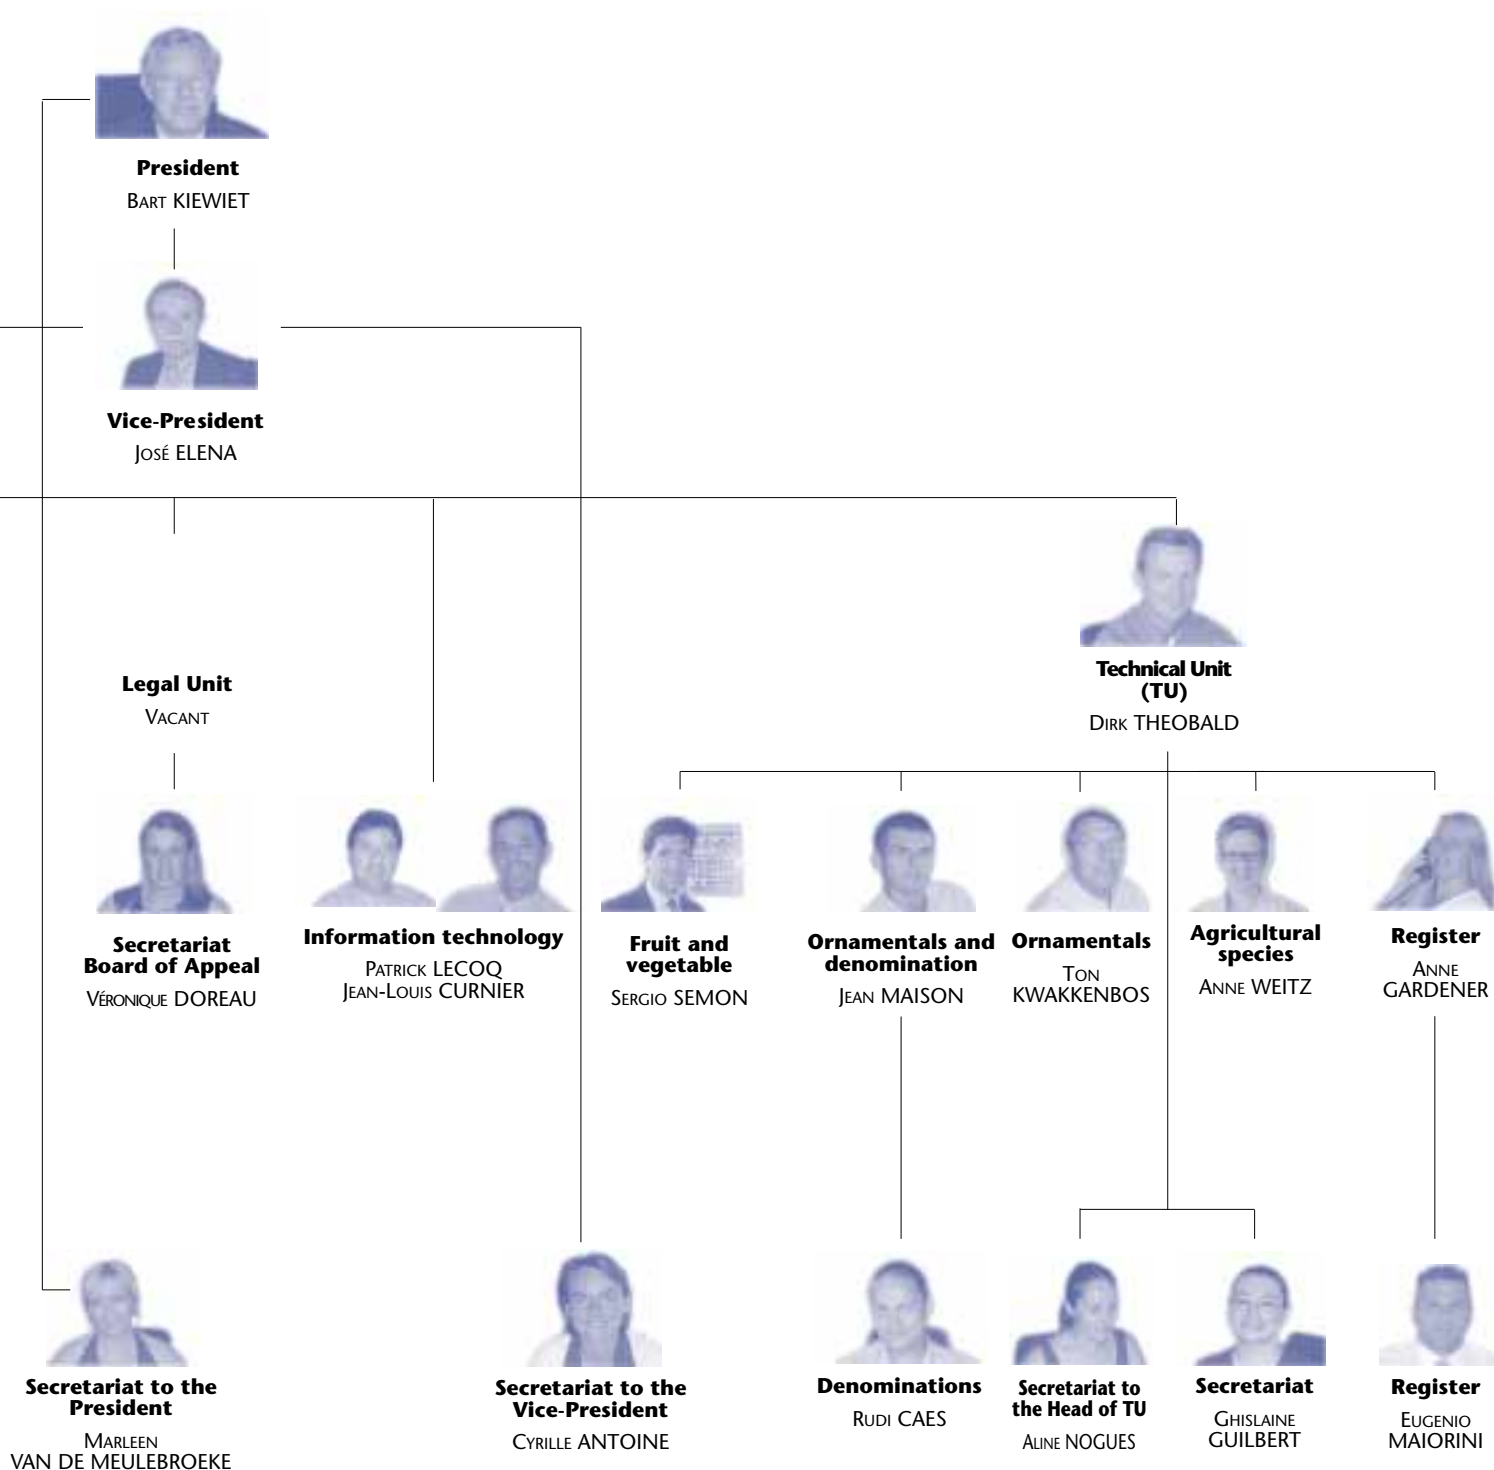 President
Bart KIEWIET
Vice-President
José ELENA
Legal Unit
Vacant
Technical Unit
(TU)
Dirk THEOBALD
Secretariat
Board of Appeal
Véronique DOREAU
Information technology
Patrick LECOQ
Jean-Louis CURNIER
Fruit and
vegetable
Sergio SEMON
Ornamentals and
denomination
Jean MAISON
Ornamentals
Ton
KWAKKENBOS
Agricultural
species
Anne WEITZ
Register
Anne
GARDENER
Secretariat to the
President
Marleen
VAN DE MEULEBROEKE
Secretariat to the
Vice-President
Cyrille ANTOINE
Denominations
Rudi CAES
Secretariat to
the Head of TU
Aline NOGUES
Secretariat
Ghislaine
GUILBERT
Register
Eugenio
MAIORINI